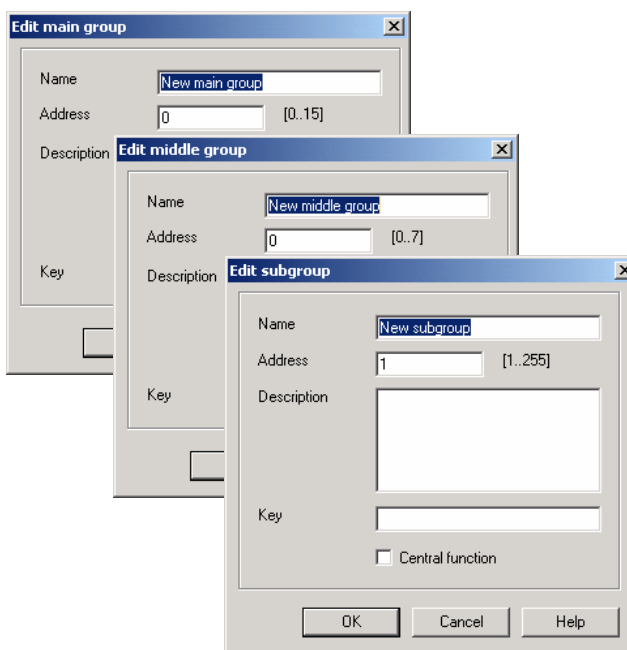 Edit main group
Name New main group
Address 0 [0..15]
Description
Key
Edit middle group
Name New middle group
Address 0 [0..7]
Description
Key
Edit subgroup
Name New subgroup
Address 1 [1..255]
Description
Key
Central function
OK Cancel Help